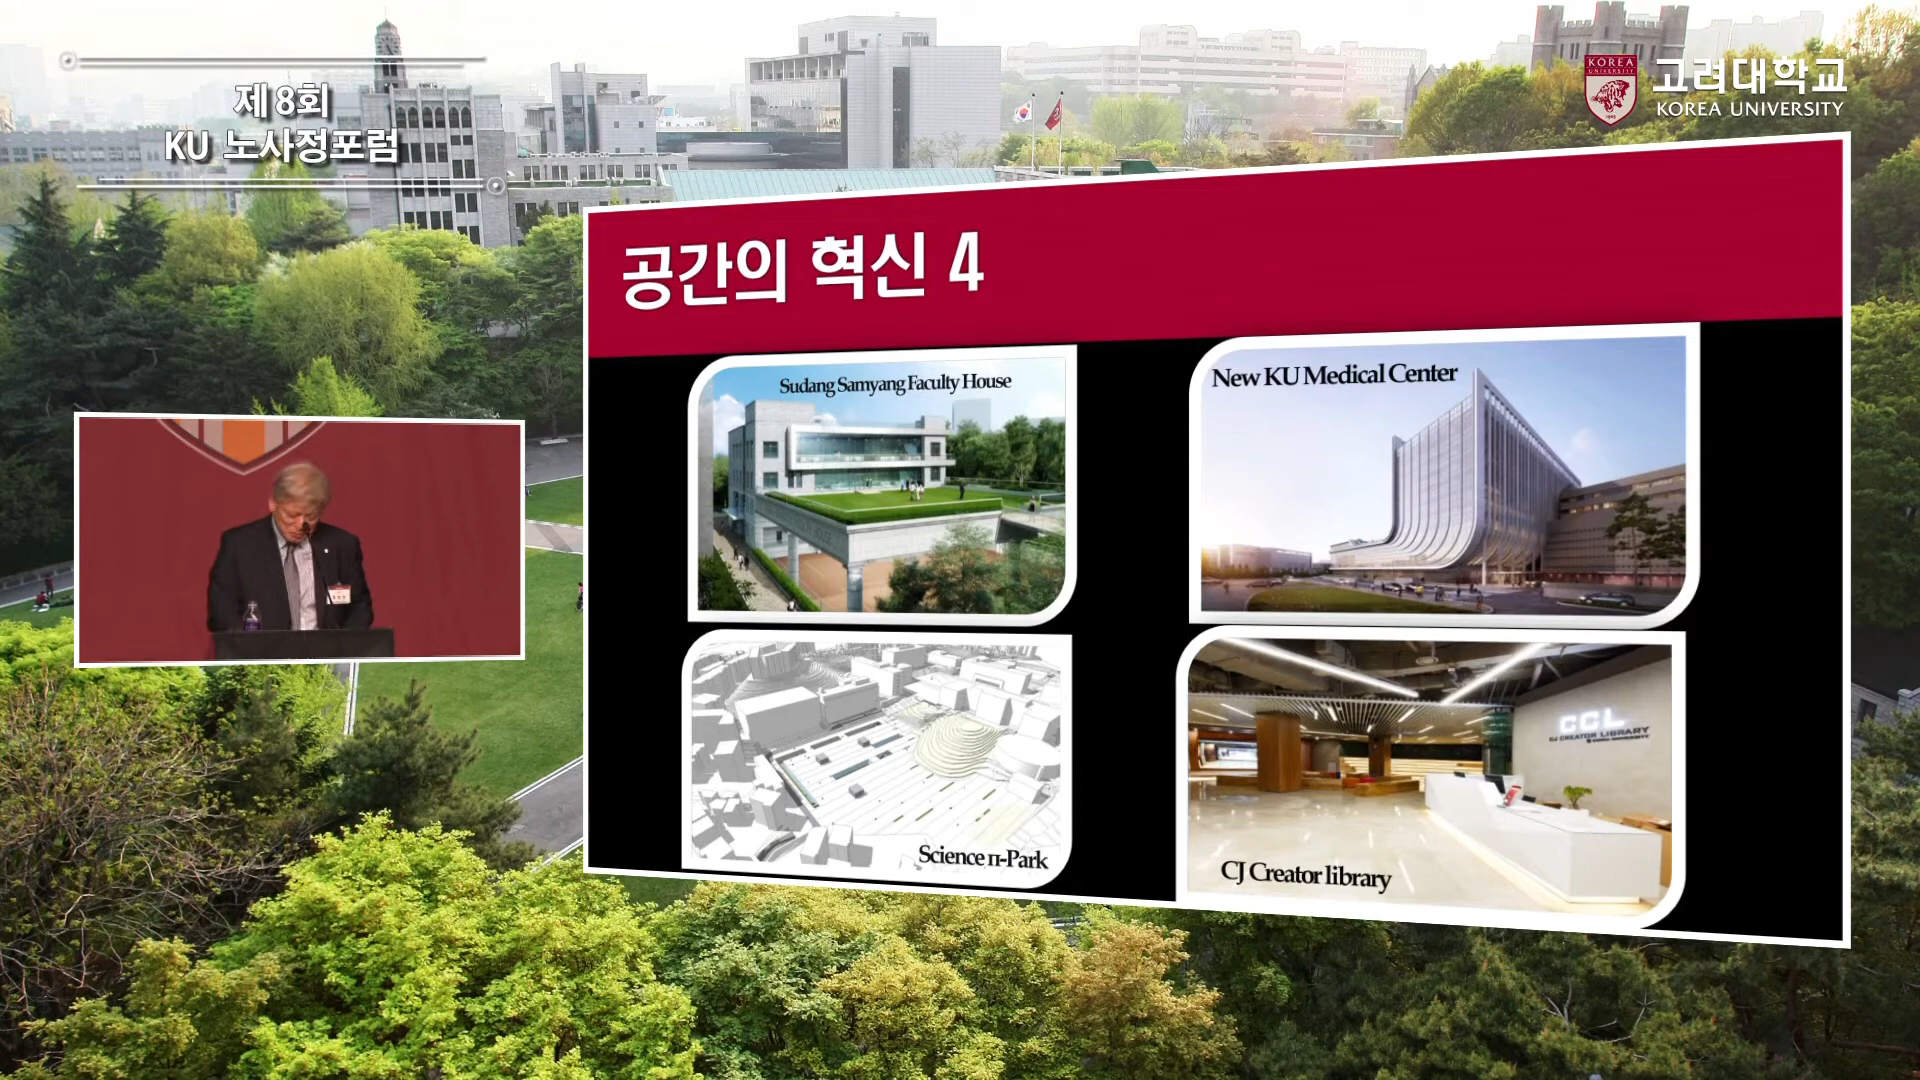 제 8회
KU 노사정포럼
KOREA
UNIVERSITY
1905
고려대학교
KOREA UNIVERSITY
공간의 혁신 4
Sudang Samyang Faculty House
New KU Medical Center
Science π-Park
CCL
CJ CREATOR LIBRARY
CJ Creator library